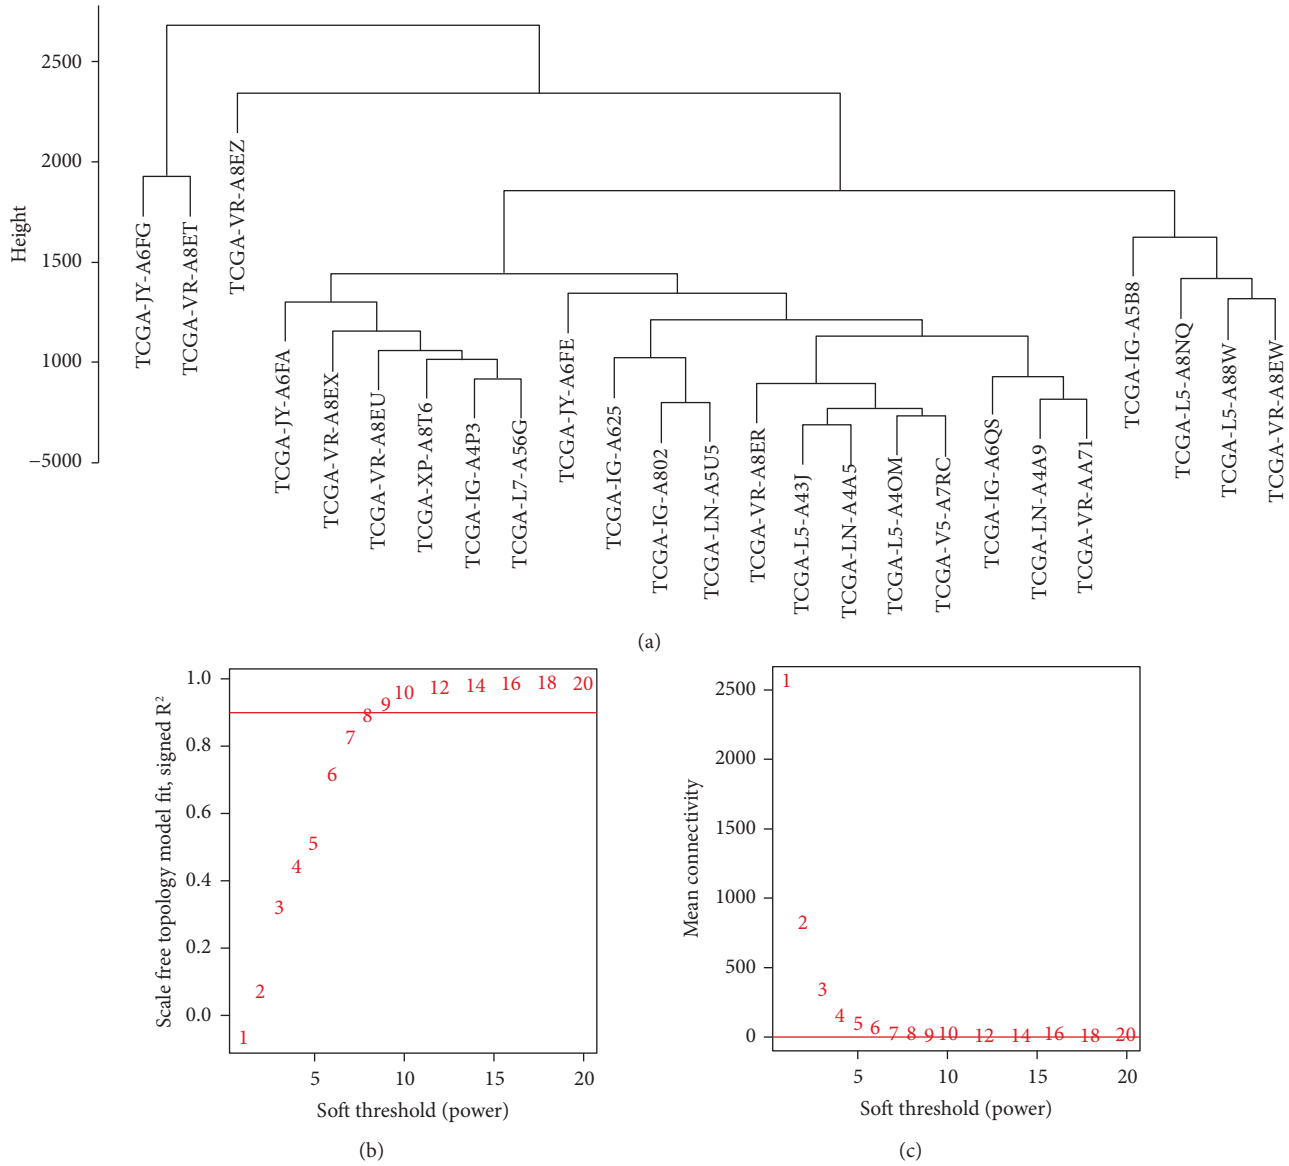 2500
2000
1500
1000
−5000
Height
TCGA-JY-A6FG
TCGA-VR-A8ET
TCGA-VR-A8EZ
TCGA-JY-A6FA
TCGA-VR-A8EX
TCGA-VR-A8EU
TCGA-XP-A8T6
TCGA-IG-A4P3
TCGA-L7-A56G
TCGA-JY-A6FE
TCGA-IG-A625
TCGA-IG-A802
TCGA-LN-A5U5
TCGA-VR-A8ER
TCGA-L5-A43J
TCGA-LN-A4A5
TCGA-L5-A4OM
TCGA-V5-A7RC
TCGA-IG-A6QS
TCGA-LN-A4A9
TCGA-VR-AA71
TCGA-IG-A5B8
TCGA-L5-A8NQ
TCGA-L5-A88W
TCGA-VR-A8EW
(a)
Scale free topology model fit, signed R²
1.0
0.8
0.6
0.4
0.2
0.0
1
2
3
4
5
6
7
8
9
10
12
14
16
18
20
5
10
15
20
Soft threshold (power)
(b)
Mean connectivity
2500
2000
1500
1000
500
0
1
2
3
4
5
6
7
8
9
10
12
14
16
18
20
5
10
15
20
Soft threshold (power)
(c)